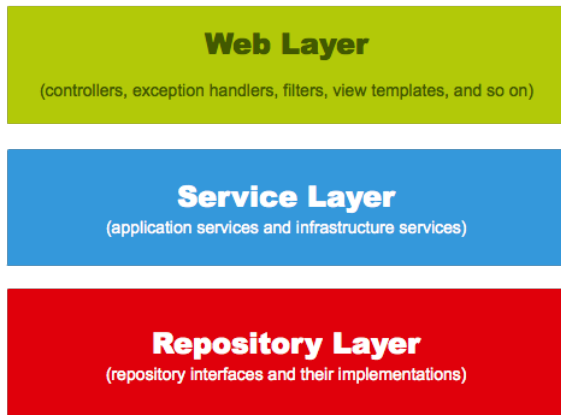 Web Layer
(controllers, exception handlers, filters, view templates, and so on)
Service Layer
(application services and infrastructure services)
Repository Layer
(repository interfaces and their implementations)